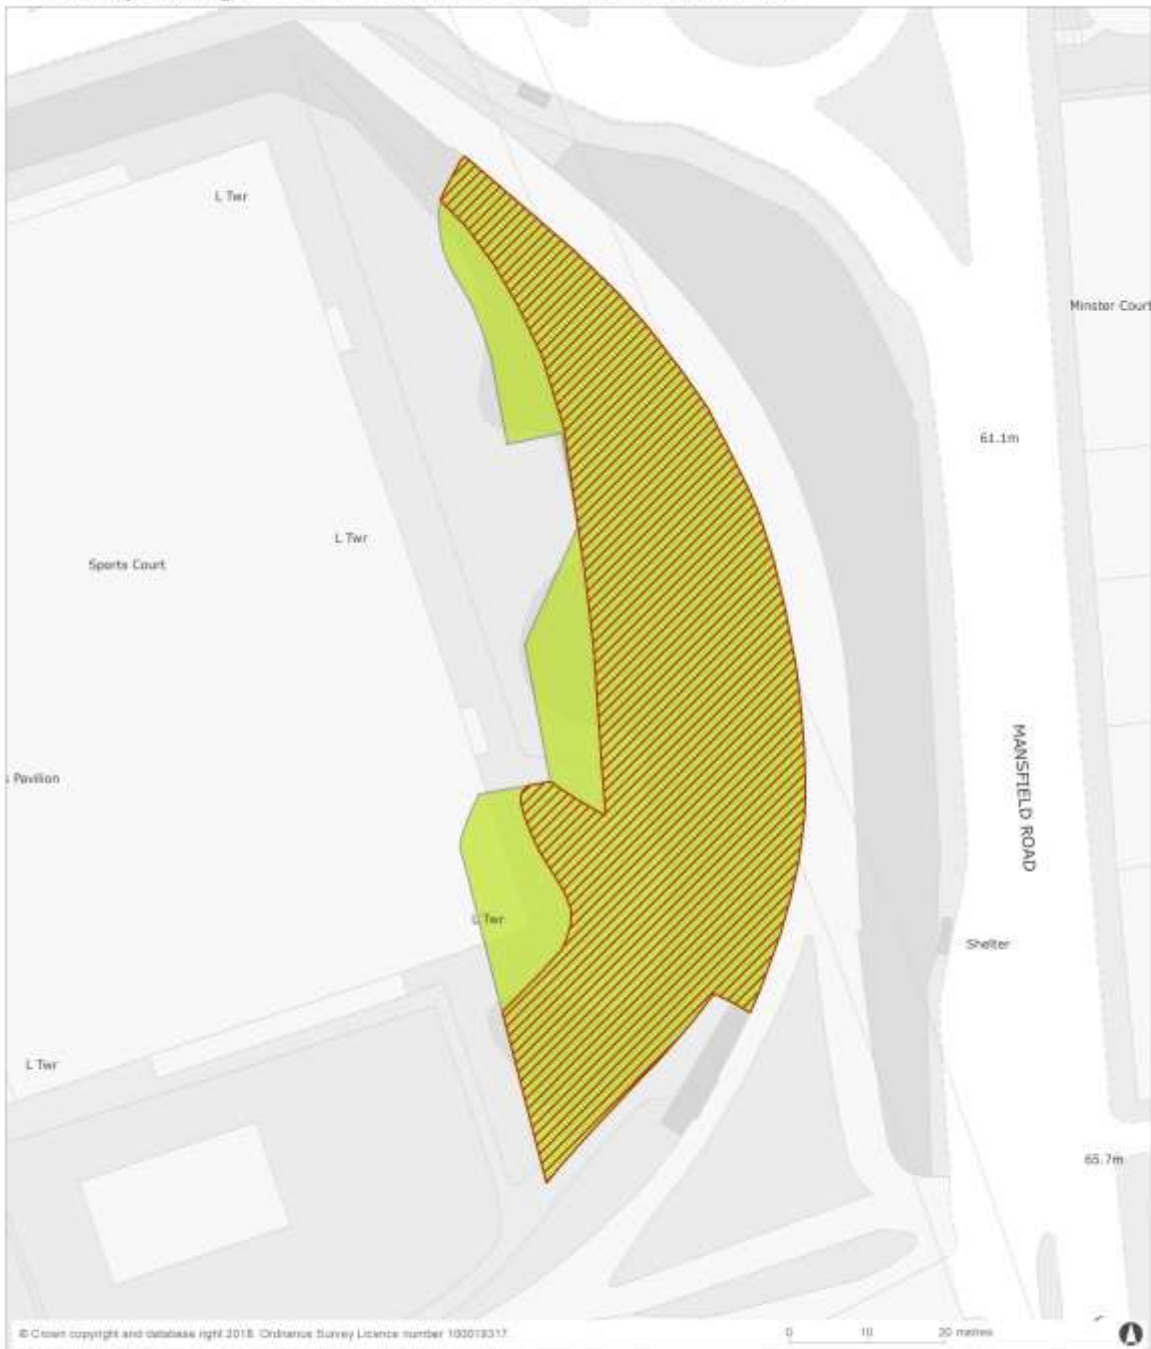 L Twr
Minster Court
61.1m
L Twr
Sports Court
MANSFIELD ROAD
s Pavilion
L Twr
Shelter
L Twr
65.7m
© Crown copyright and database right 2018. Ordnance Survey Licence number 100019317.
0 10 20 metres